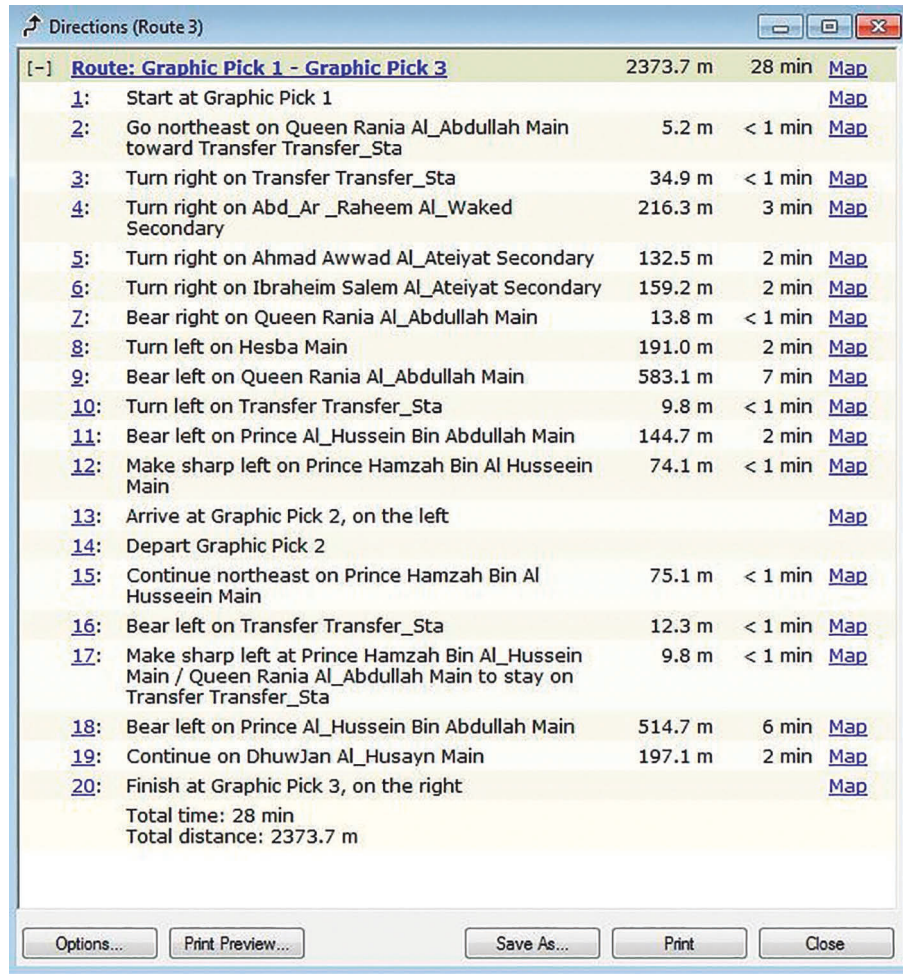 Directions (Route 3)
[-] Route: Graphic Pick 1 - Graphic Pick 3 2373.7 m 28 min Map
1: Start at Graphic Pick 1 Map
2: Go northeast on Queen Rania Al_Abdullah Main 5.2 m < 1 min Map
toward Transfer Transfer_Sta
3: Turn right on Transfer Transfer_Sta 34.9 m < 1 min Map
4: Turn right on Abd_Ar _Raheem Al_Waked 216.3 m 3 min Map
Secondary
5: Turn right on Ahmad Awwad Al_Ateiyat Secondary 132.5 m 2 min Map
6: Turn right on Ibraheim Salem Al_Ateiyat Secondary 159.2 m 2 min Map
7: Bear right on Queen Rania Al_Abdullah Main 13.8 m < 1 min Map
8: Turn left on Hesba Main 191.0 m 2 min Map
9: Bear left on Queen Rania Al_Abdullah Main 583.1 m 7 min Map
10: Turn left on Transfer Transfer_Sta 9.8 m < 1 min Map
11: Bear left on Prince Al_Hussein Bin Abdullah Main 144.7 m 2 min Map
12: Make sharp left on Prince Hamzah Bin Al Husseein 74.1 m < 1 min Map
Main
13: Arrive at Graphic Pick 2, on the left Map
14: Depart Graphic Pick 2
15: Continue northeast on Prince Hamzah Bin Al 75.1 m < 1 min Map
Husseein Main
16: Bear left on Transfer Transfer_Sta 12.3 m < 1 min Map
17: Make sharp left at Prince Hamzah Bin Al_Hussein 9.8 m < 1 min Map
Main / Queen Rania Al_Abdullah Main to stay on
Transfer Transfer_Sta
18: Bear left on Prince Al_Hussein Bin Abdullah Main 514.7 m 6 min Map
19: Continue on DhuwJan Al_Husayn Main 197.1 m 2 min Map
20: Finish at Graphic Pick 3, on the right Map
Total time: 28 min
Total distance: 2373.7 m
Options... Print Preview... Save As... Print Close